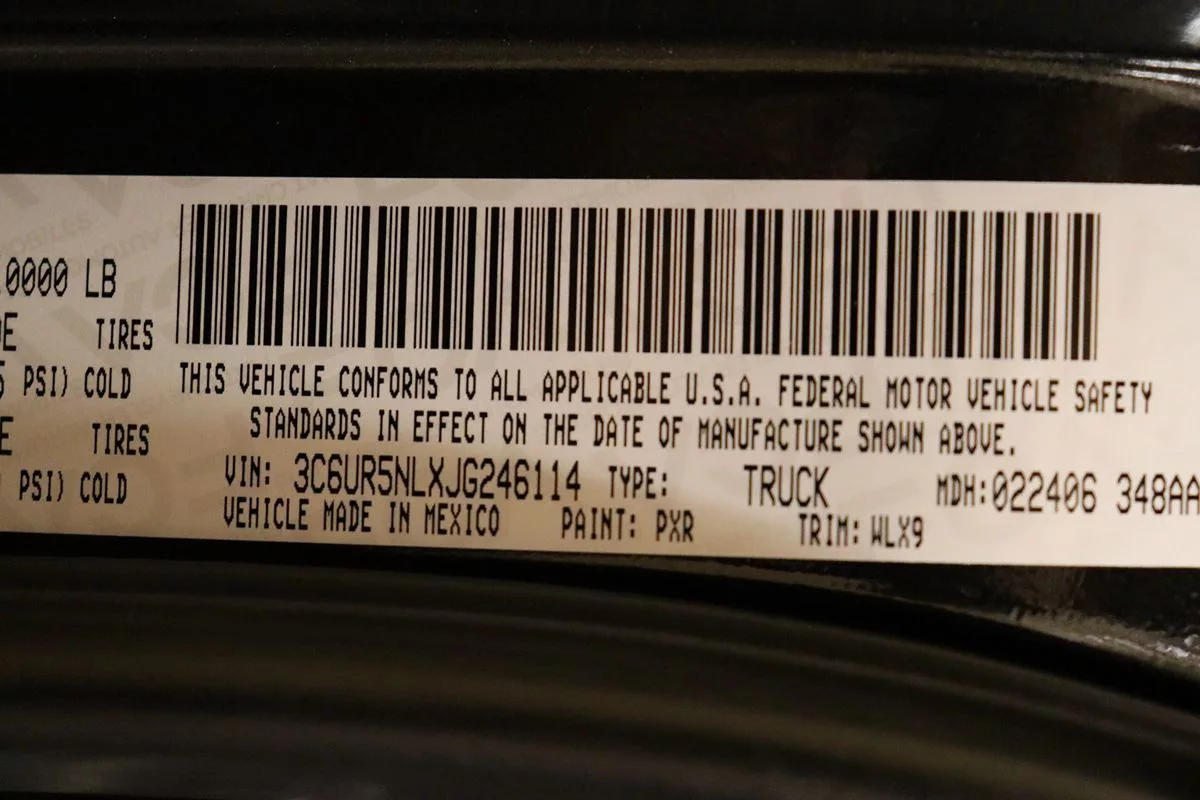 0000 LB
TIRES
PSI) COLD
TIRES
PSI) COLD
THIS VEHICLE CONFORMS TO ALL APPLICABLE U.S.A. FEDERAL MOTOR VEHICLE SAFETY
STANDARDS IN EFFECT ON THE DATE OF MANUFACTURE SHOWN ABOVE.
VIN: 3C6UR5NLXJG246114 TYPE: TRUCK MDH:022406 348AA
VEHICLE MADE IN MEXICO PAINT: PXR TRIM: WLX9